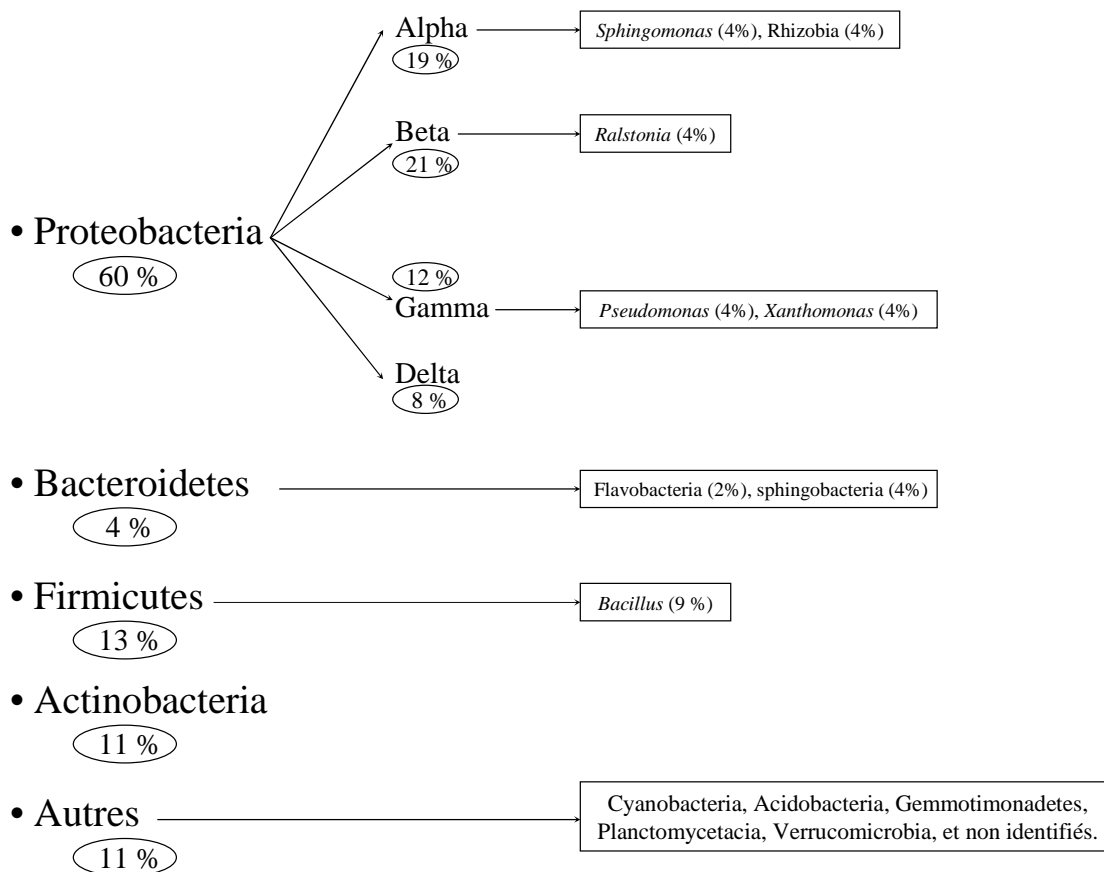 Alpha
19 %
Sphingomonas (4%), Rhizobia (4%)
Beta
21 %
Ralstonia (4%)
• Proteobacteria
60 %
12 %
Gamma
Pseudomonas (4%), Xanthomonas (4%)
Delta
8 %
• Bacteroidetes
4 %
Flavobacteria (2%), sphingobacteria (4%)
• Firmicutes
13 %
Bacillus (9 %)
• Actinobacteria
11 %
• Autres
11 %
Cyanobacteria, Acidobacteria, Gemmotimonadetes,
Planctomycetacia, Verrucomicrobia, et non identifiés.